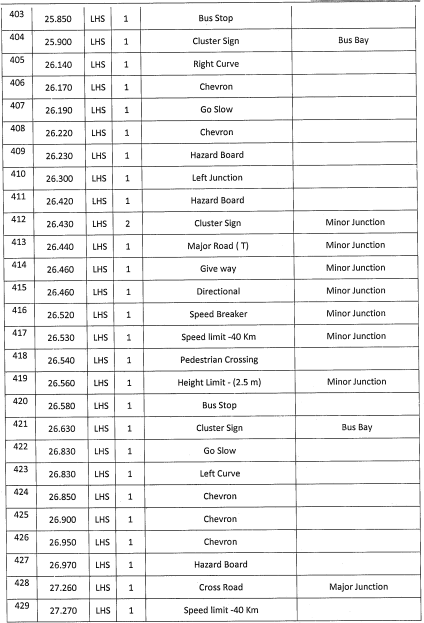 403 25.850 LHS 1 Bus Stop
404 25.900 LHS 1 Cluster Sign Bus Bay
405 26.140 LHS 1 Right Curve
406 26.170 LHS 1 Chevron
407 26.190 LHS 1 Go Slow
408 26.220 LHS 1 Chevron
409 26.230 LHS 1 Hazard Board
410 26.300 LHS 1 Left Junction
411 26.420 LHS 1 Hazard Board
412 26.430 LHS 2 Cluster Sign Minor Junction
413 26.440 LHS 1 Major Road ( T) Minor Junction
414 26.460 LHS 1 Give way Minor Junction
415 26.460 LHS 1 Directional Minor Junction
416 26.520 LHS 1 Speed Breaker Minor Junction
417 26.530 LHS 1 Speed limit -40 Km Minor Junction
418 26.540 LHS 1 Pedestrian Crossing
419 26.560 LHS 1 Height Limit - (2.5 m) Minor Junction
420 26.580 LHS 1 Bus Stop
421 26.630 LHS 1 Cluster Sign Bus Bay
422 26.830 LHS 1 Go Slow
423 26.830 LHS 1 Left Curve
424 26.850 LHS 1 Chevron
425 26.900 LHS 1 Chevron
426 26.950 LHS 1 Chevron
427 26.970 LHS 1 Hazard Board
428 27.260 LHS 1 Cross Road Major Junction
429 27.270 LHS 1 Speed limit -40 Km